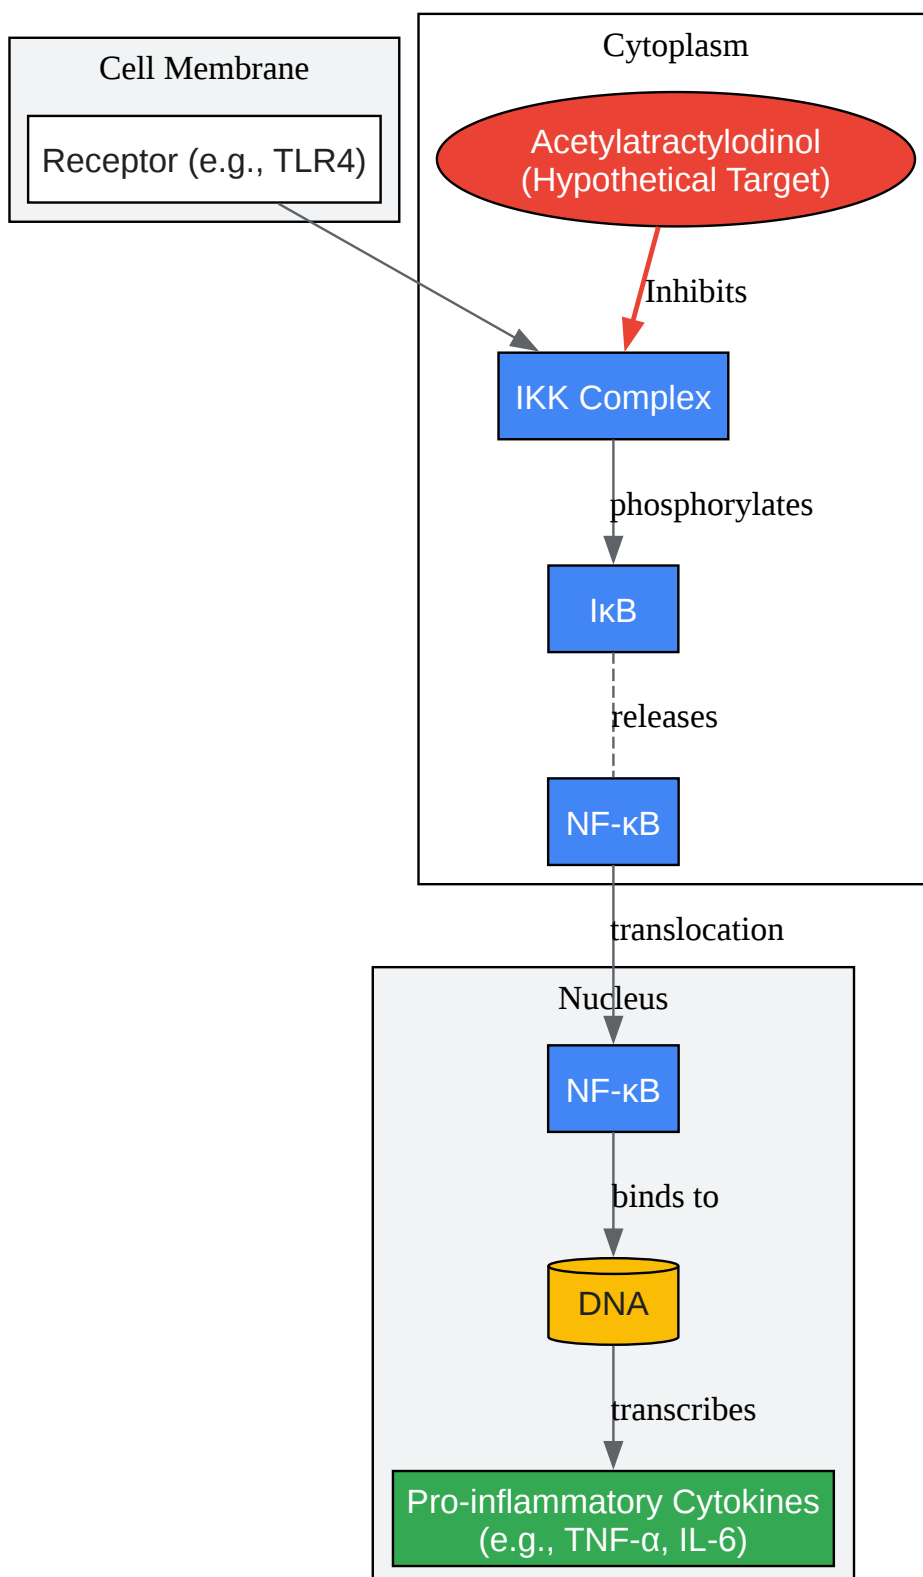 Cell Membrane
Receptor (e.g., TLR4)
Cytoplasm
Acetylatractylodinol
(Hypothetical Target)
Inhibits
IKK Complex
phosphorylates
IκB
releases
NF-κB
translocation
Nucleus
NF-κB
binds to
DNA
transcribes
Pro-inflammatory Cytokines
(e.g., TNF-α, IL-6)